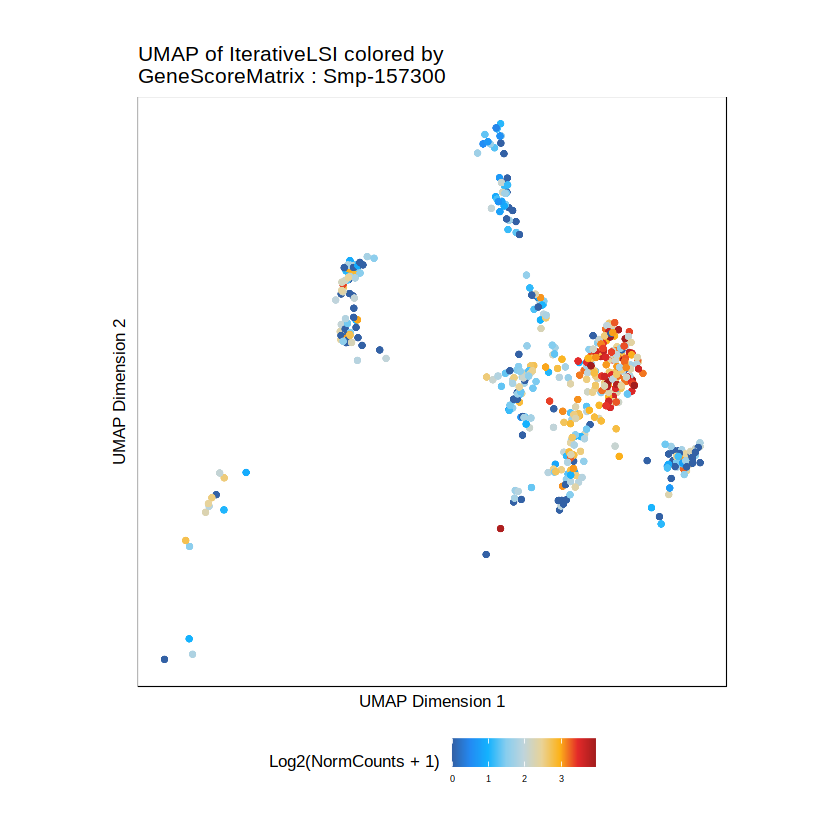 UMAP of IterativeLSI colored by
GeneScoreMatrix : Smp-157300
UMAP Dimension 2
UMAP Dimension 1
Log2(NormCounts + 1)
0 1 2 3